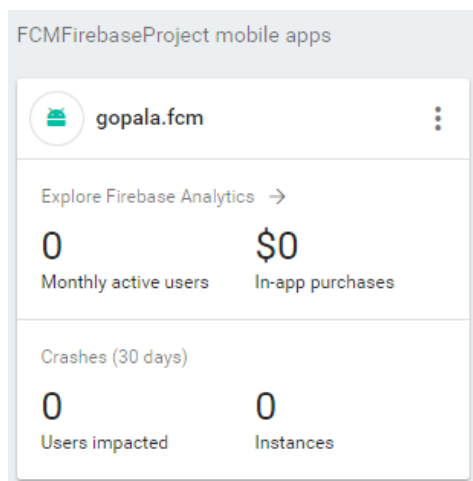 FCMFirebaseProject mobile apps
gopala.fcm
Explore Firebase Analytics →
0 $0
Monthly active users In-app purchases
Crashes (30 days)
0 0
Users impacted Instances